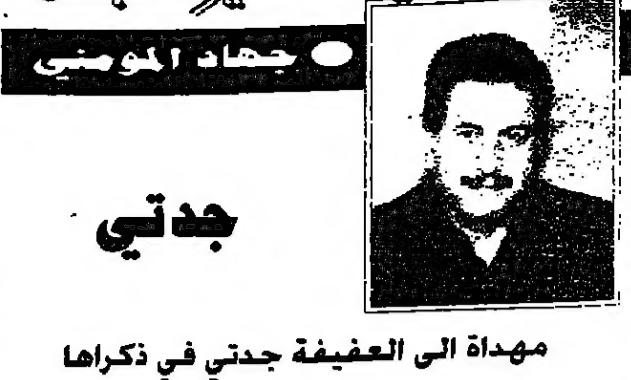 جهاد المومني
جدتي
مهداة الى العفيفة جدتي في ذكراها